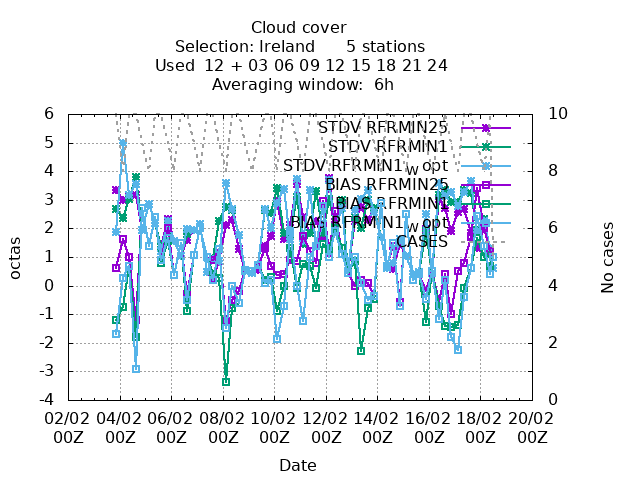 Cloud cover
Selection: Ireland 5 stations
Used 12 + 03 06 09 12 15 18 21 24
Averaging window: 6h
STDV RFRMIN25
STDV RFRMIN1
STDV RFRMIN1_W opt
BIAS RFRMIN25
BIAS RFRMIN1
BIAS RFRMIN1_W opt
CASES
6
5
4
3
2
1
0
-1
-2
-3
-4
octas
10
8
6
4
2
0
No cases
02/02 04/02 06/02 08/02 10/02 12/02 14/02 16/02 18/02 20/02
00Z 00Z 00Z 00Z 00Z 00Z 00Z 00Z 00Z 00Z
Date